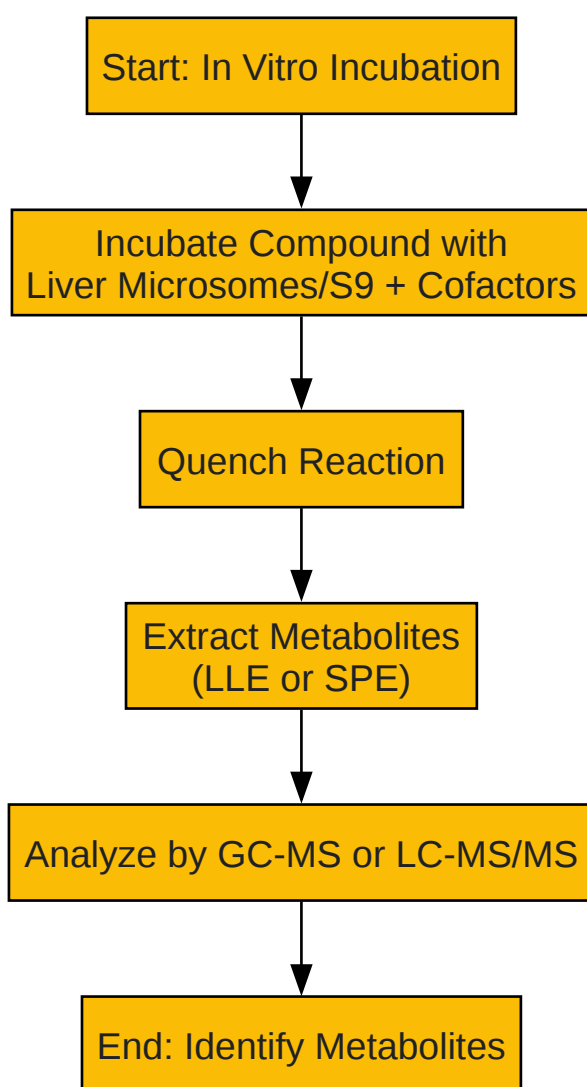 Start: In Vitro Incubation
Incubate Compound with
Liver Microsomes/S9 + Cofactors
Quench Reaction
Extract Metabolites
(LLE or SPE)
Analyze by GC-MS or LC-MS/MS
End: Identify Metabolites